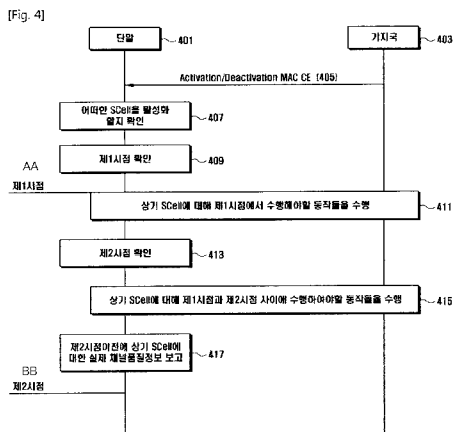 [Fig. 4]
단말
401
기지국
403
Activation/Deactivation MAC CE (405)
어떠한 SCell을 활성화
할지 확인
407
제1시점 확인
409
AA
제1시점
상기 SCell에 대해 제1시점에서 수행해야할 동작들을 수행
411
제2시점 확인
413
상기 SCell에 대해 제1시점과 제2시점 사이에 수행하여야할 동작들을 수행
415
제2시점이전에 상기 SCell에
대한 실제 채널품질정보 보고
417
BB
제2시점